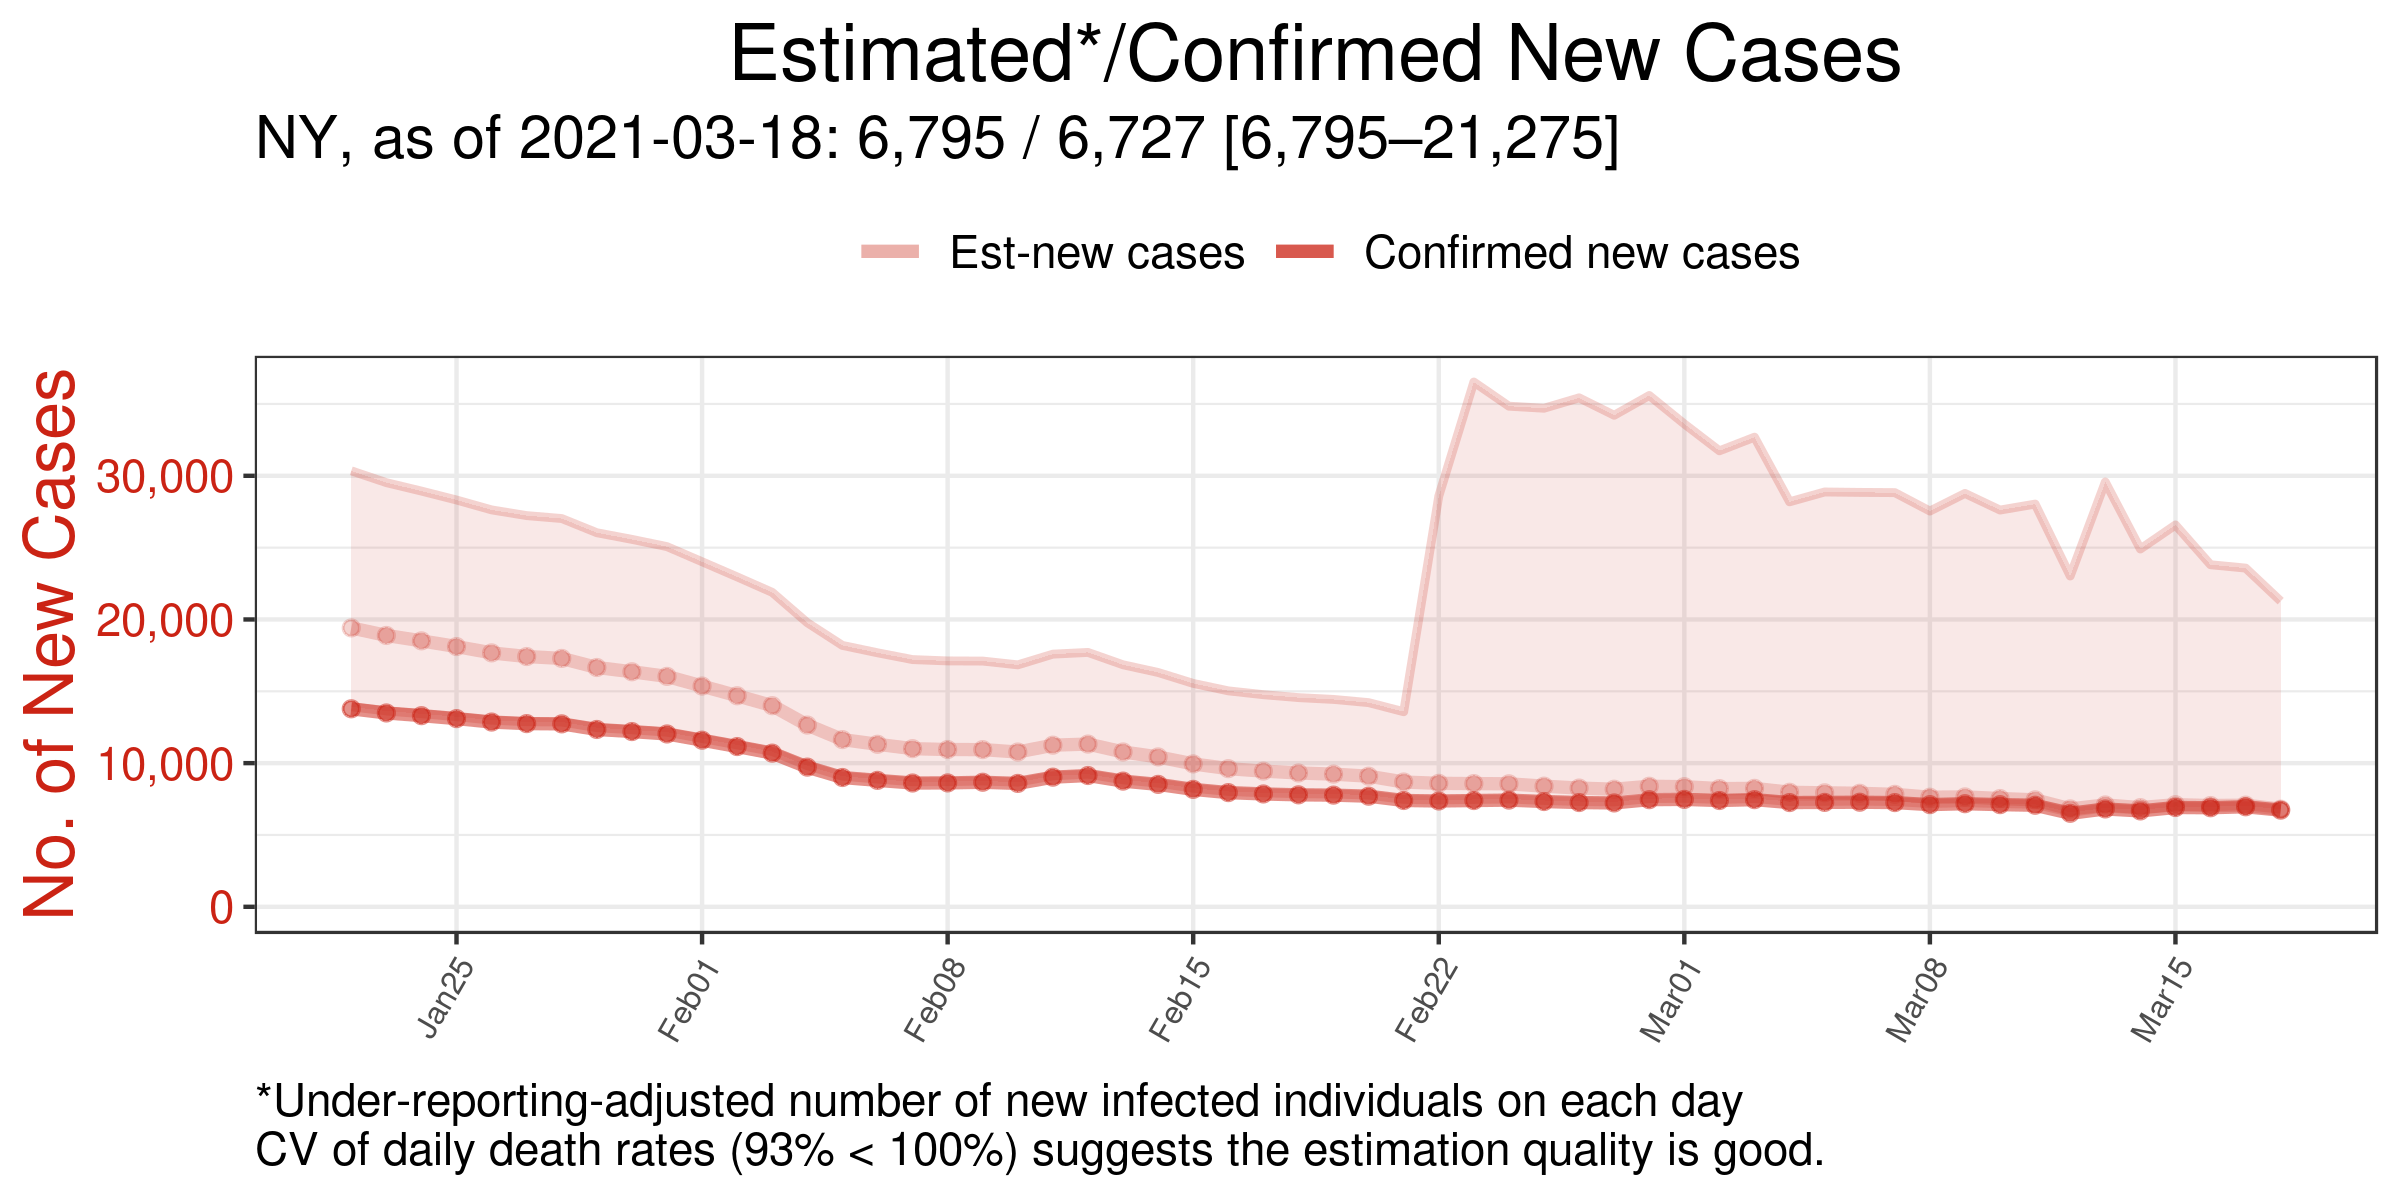 Estimated*/Confirmed New Cases
NY, as of 2021-03-18: 6,795 / 6,727 [6,795–21,275]
Est-new cases
Confirmed new cases
No. of New Cases
30,000
20,000
10,000
0
Jan25
Feb01
Feb08
Feb15
Feb22
Mar01
Mar08
Mar15
*Under-reporting-adjusted number of new infected individuals on each day
CV of daily death rates (93% < 100%) suggests the estimation quality is good.